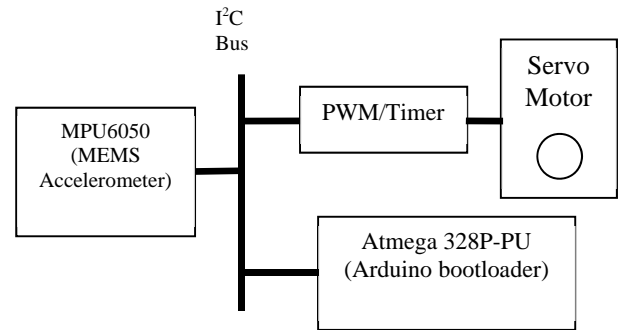 I²C
Bus
MPU6050
(MEMS
Accelerometer)
PWM/Timer
Servo
Motor
Atmega 328P-PU
(Arduino bootloader)